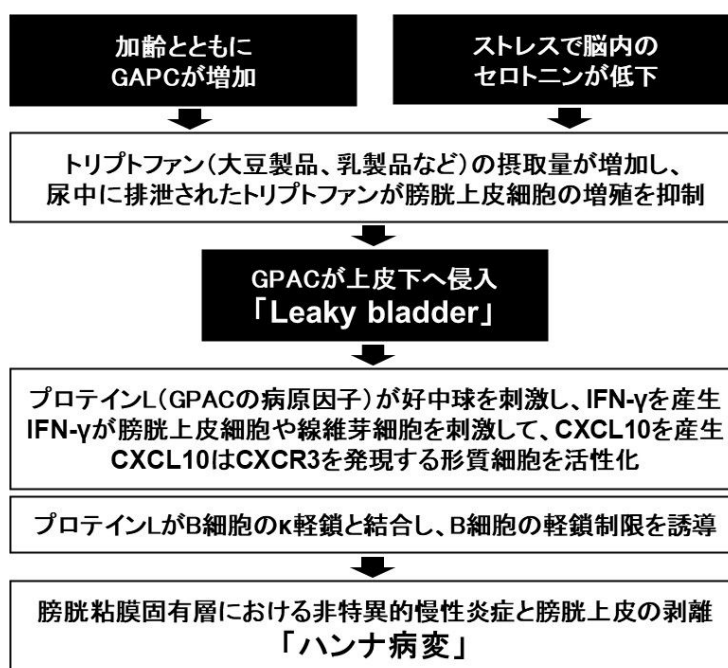 加齢とともに
GAPCが増加
ストレスで脳内の
セロトニンが低下
トリプトファン（大豆製品、乳製品など）の摂取量が増加し、
尿中に排泄されたトリプトファンが膀胱上皮細胞の増殖を抑制
GPACが上皮下へ侵入
「Leaky bladder」
プロテインL（GPACの病原因子）が好中球を刺激し、IFN-γを産生
IFN-γが膀胱上皮細胞や線維芽細胞を刺激して、CXCL10を産生
CXCL10はCXCR3を発現する形質細胞を活性化
プロテインLがB細胞のκ軽鎖と結合し、B細胞の軽鎖制限を誘導
膀胱粘膜固有層における非特異的慢性炎症と膀胱上皮の剥離
「ハンナ病変」